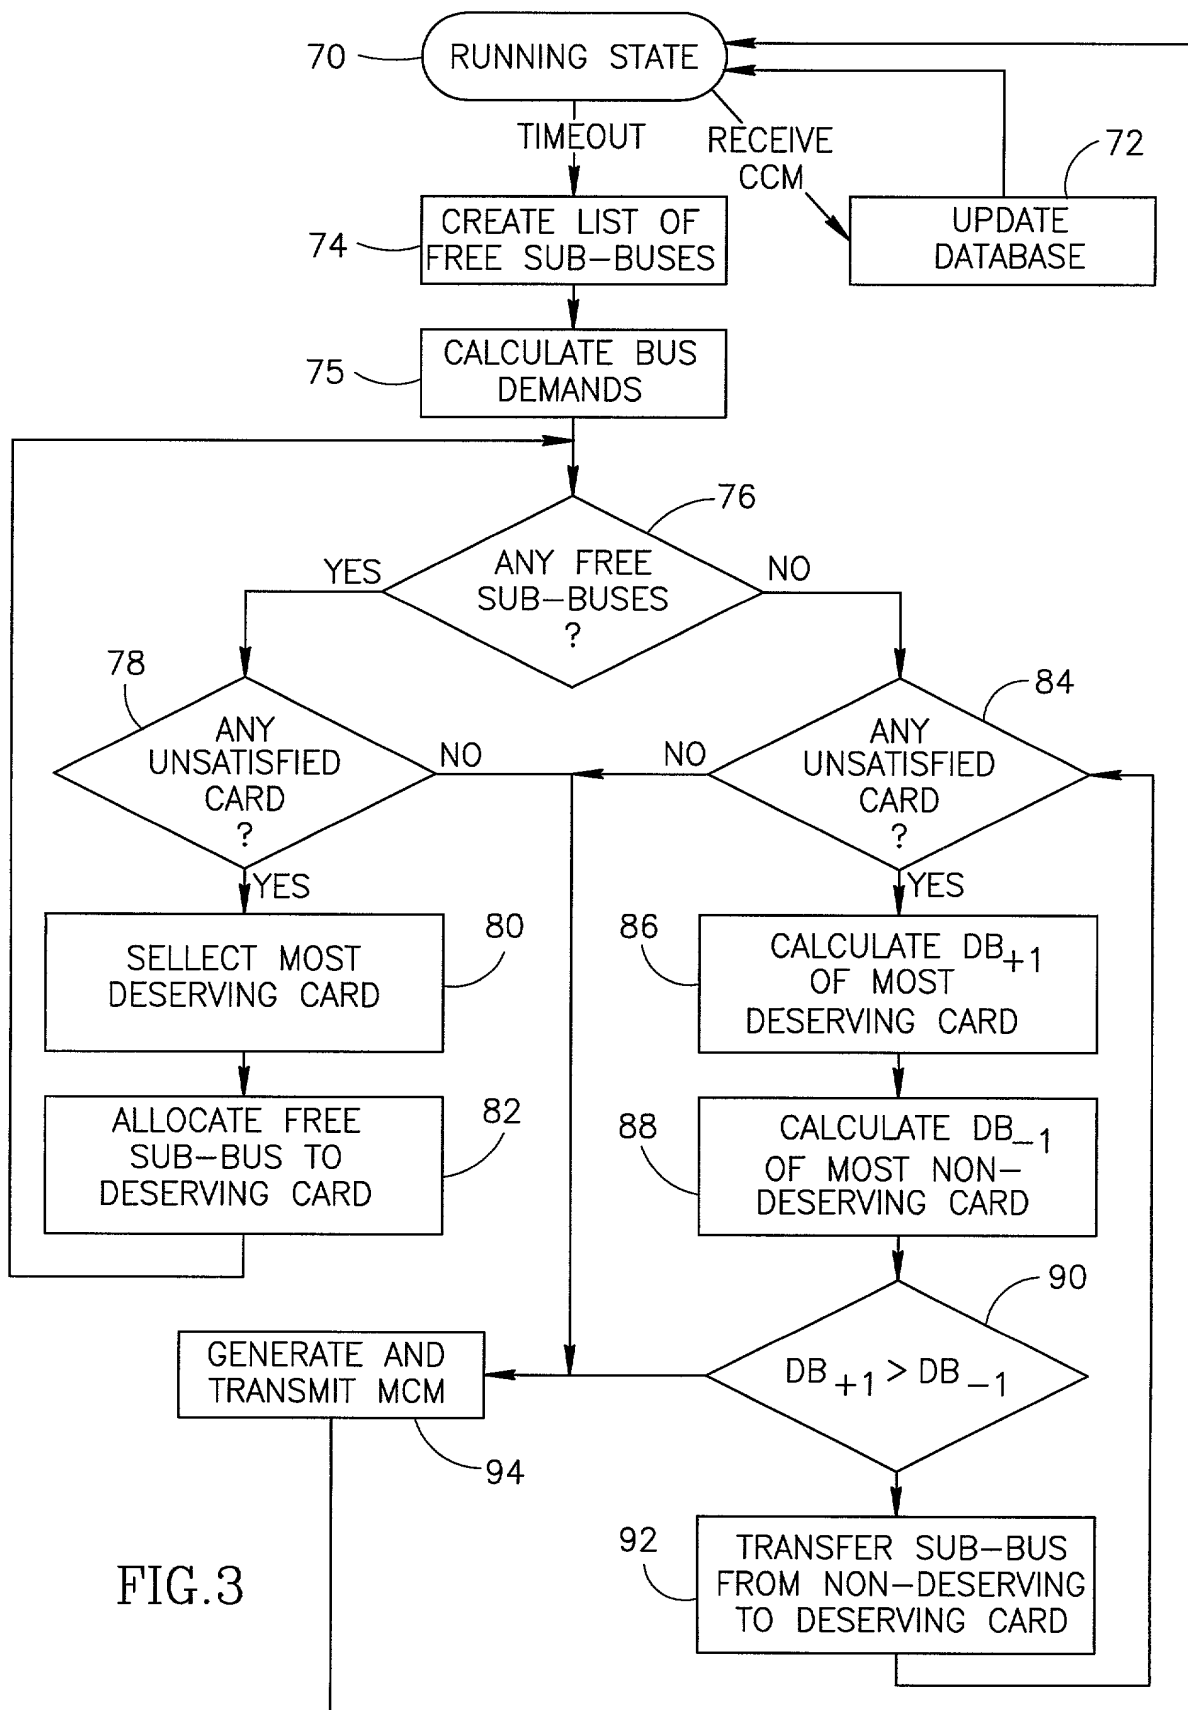 70
RUNNING STATE
TIMEOUT
RECEIVE
CCM
72
UPDATE
DATABASE
74
CREATE LIST OF
FREE SUB-BUSES
75
CALCULATE BUS
DEMANDS
76
ANY FREE
SUB-BUSES
?
YES
NO
78
ANY
UNSATISFIED
CARD
?
NO
YES
84
ANY
UNSATISFIED
CARD
?
NO
YES
80
SELLECT MOST
DESERVING CARD
86
CALCULATE DB+1
OF MOST
DESERVING CARD
82
ALLOCATE FREE
SUB-BUS TO
DESERVING CARD
88
CALCULATE DB-1
OF MOST NON-
DESERVING CARD
90
DB+1 > DB-1
GENERATE AND
TRANSMIT MCM
94
92
TRANSFER SUB-BUS
FROM NON-DESERVING
TO DESERVING CARD
FIG.3